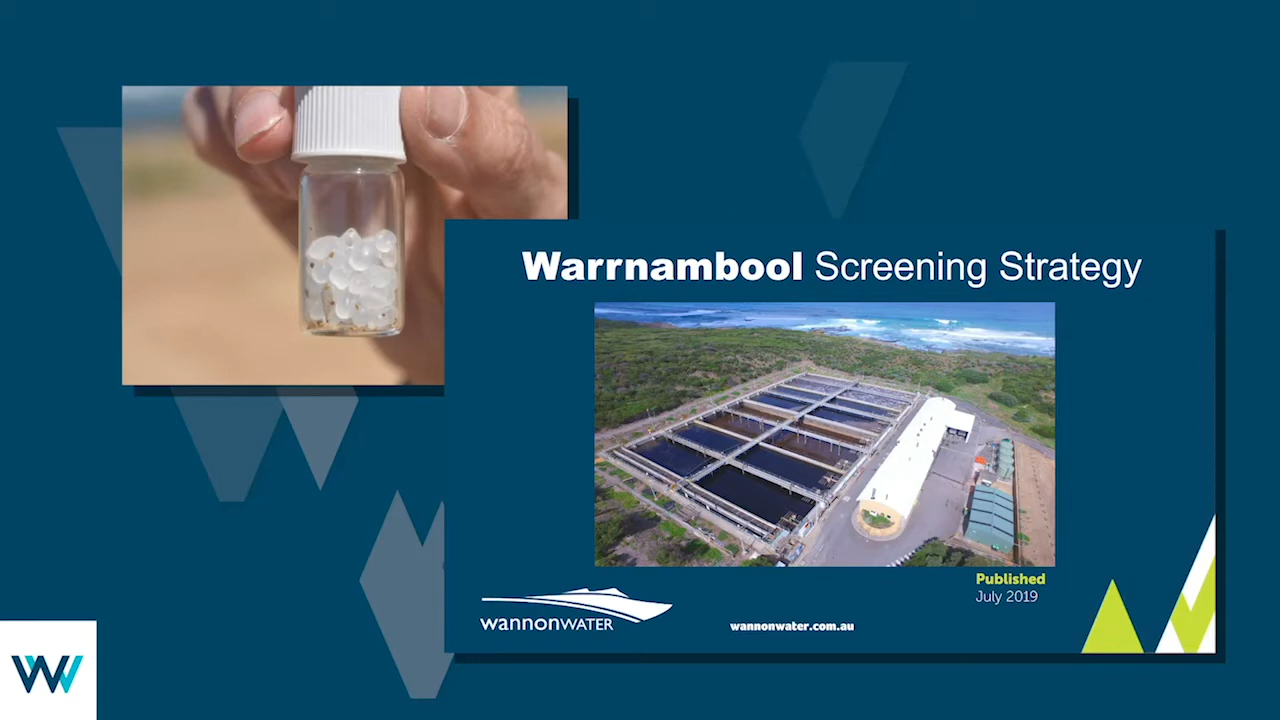 Warrnambool Screening Strategy
Published
July 2019
wannonwater
wannonwater.com.au
W